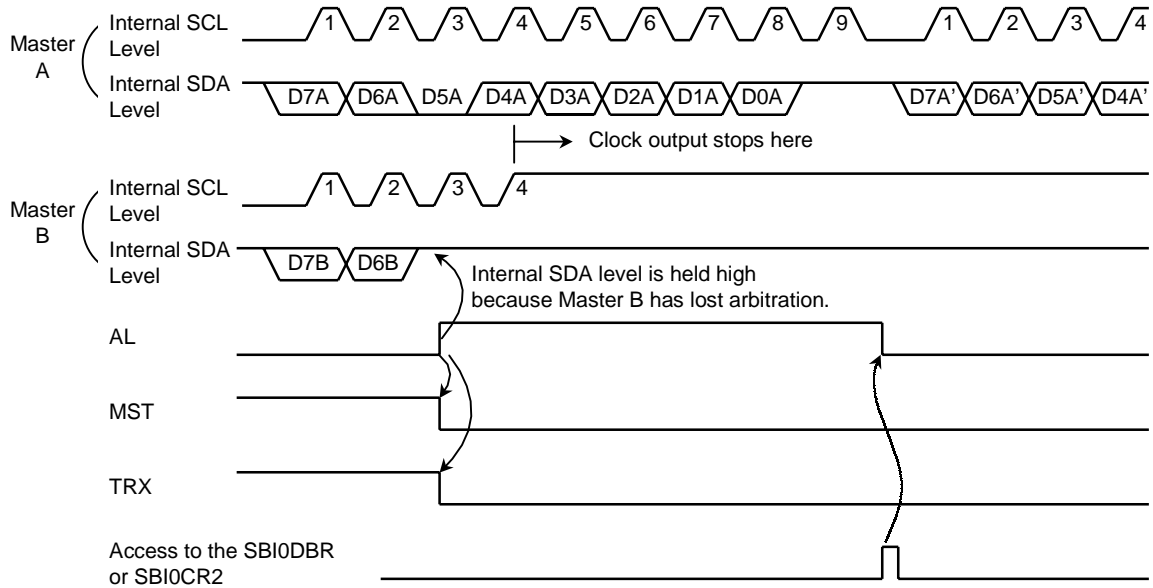 Master
A
Internal SCL
Level
1 2 3 4 5 6 7 8 9 1 2 3 4
Internal SDA
Level
D7A D6A D5A D4A D3A D2A D1A D0A D7A’ D6A’ D5A’ D4A’
Clock output stops here
Master
B
Internal SCL
Level
1 2 3 4
Internal SDA
Level
D7B D6B
Internal SDA level is held high
because Master B has lost arbitration.
AL
MST
TRX
Access to the SBI0DBR
or SBI0CR2